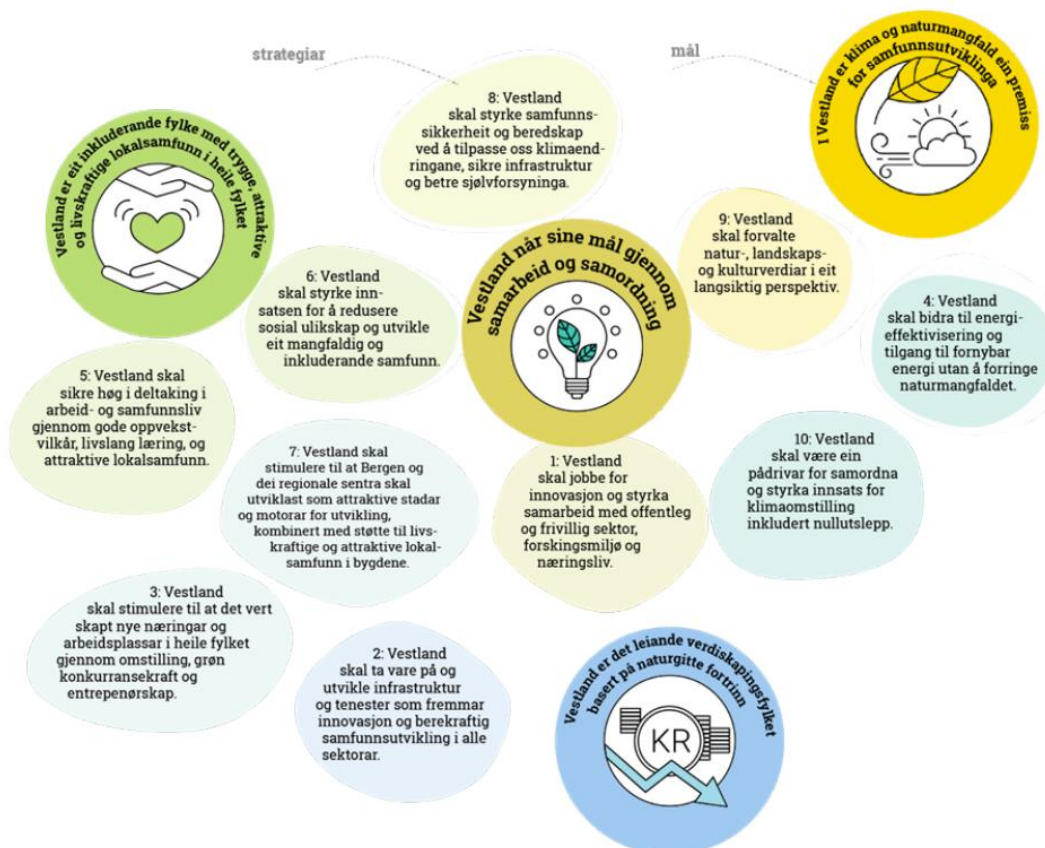 strategiar
mål
I Vestland er klima og naturmangfald ein premiss
for samfunnsutviklinga
8: Vestland
skal styrke samfunns-
sikkerheit og beredskap
ved å tilpasse oss klimaend-
ringane, sikre infrastruktur
og betre sjølvforsyninga.
Vestland er eit inkluderande fylke med trygge, attraktive
og livskraftige lokalsamfunn i heile fylket
9: Vestland
skal forvalte
natur-, landskaps-
og kulturverdiar i eit
langsiktig perspektiv.
Vestland når sine mål gjennom
samarbeid og samordning
6: Vestland
skal styrke inn-
satsen for å redusere
sosial ulikskap og utvikle
eit mangfaldig og
inkluderande samfunn.
4: Vestland
skal bidra til energi-
effektivisering og
tilgang til fornybar
energi utan å forringe
naturmangfaldet.
5: Vestland skal
sikre høg i deltaking i
arbeid- og samfunnsliv
gjennom gode oppvekst-
vilkår, livslang læring, og
attraktive lokalsamfunn.
7: Vestland skal
stimulere til at Bergen og
dei regionale sentra skal
utviklast som attraktive stadar
og motorar for utvikling,
kombinert med støtte til livs-
kraftige og attraktive lokal-
samfunn i bygdene.
1: Vestland
skal jobbe for
innovasjon og styrka
samarbeid med offentleg
og frivillig sektor,
forskingsmiljø og
næringsliv.
10: Vestland
skal være ein
pådrivar for samordna
og styrka innsats for
klimaomstilling
inkludert nullutslepp.
3: Vestland
skal stimulere til at det vert
skapt nye næringar og
arbeidsplassar i heile fylket
gjennom omstilling, grøn
konkurransekraft og
entrepenørskap.
2: Vestland
skal ta vare på og
utvikle infrastruktur
og tenester som fremmar
innovasjon og berekraftig
samfunnsutvikling i alle
sektorar.
Vestland er det leiande verdiskapingsfylket
basert på naturgitte fortrinn
KR